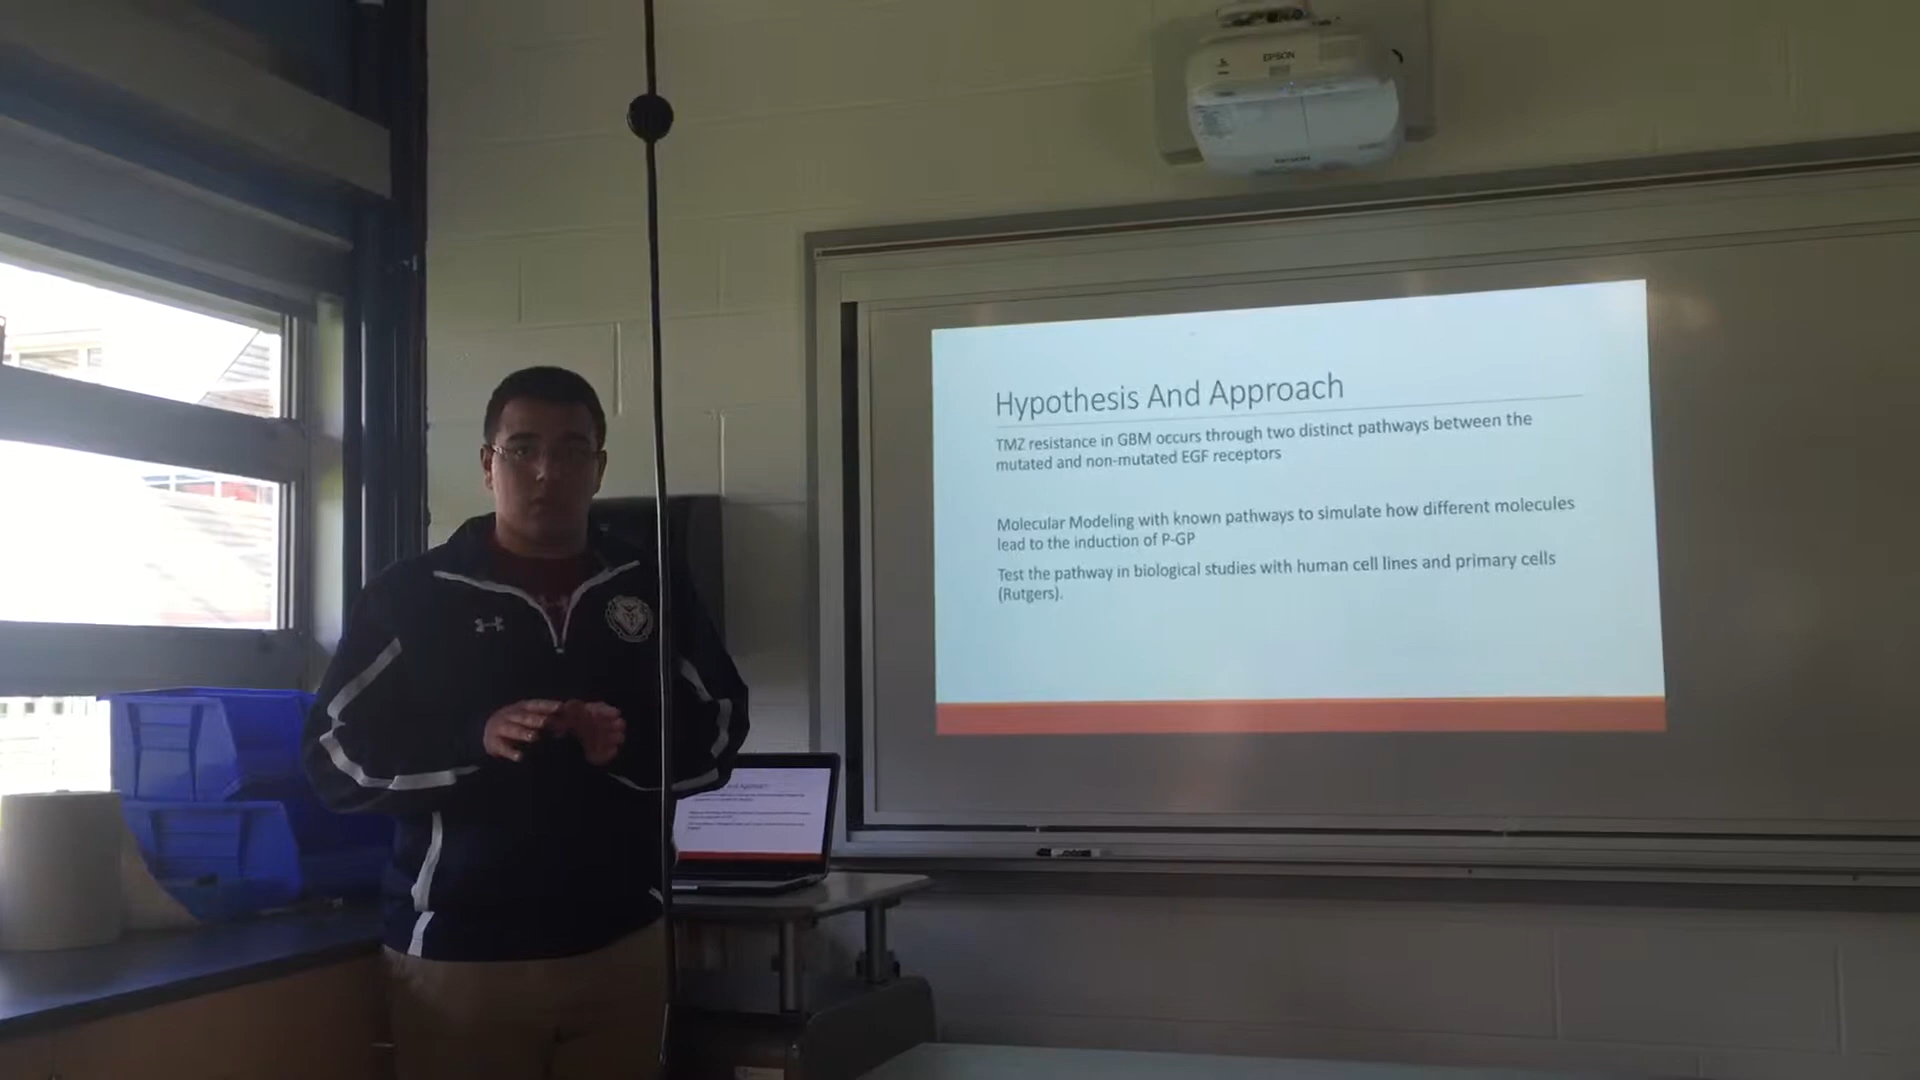 EPSON
Hypothesis And Approach
TMZ resistance in GBM occurs through two distinct pathways between the
mutated and non-mutated EGF receptors
Molecular Modeling with known pathways to simulate how different molecules
lead to the induction of P-GP
Test the pathway in biological studies with human cell lines and primary cells
(Rutgers).